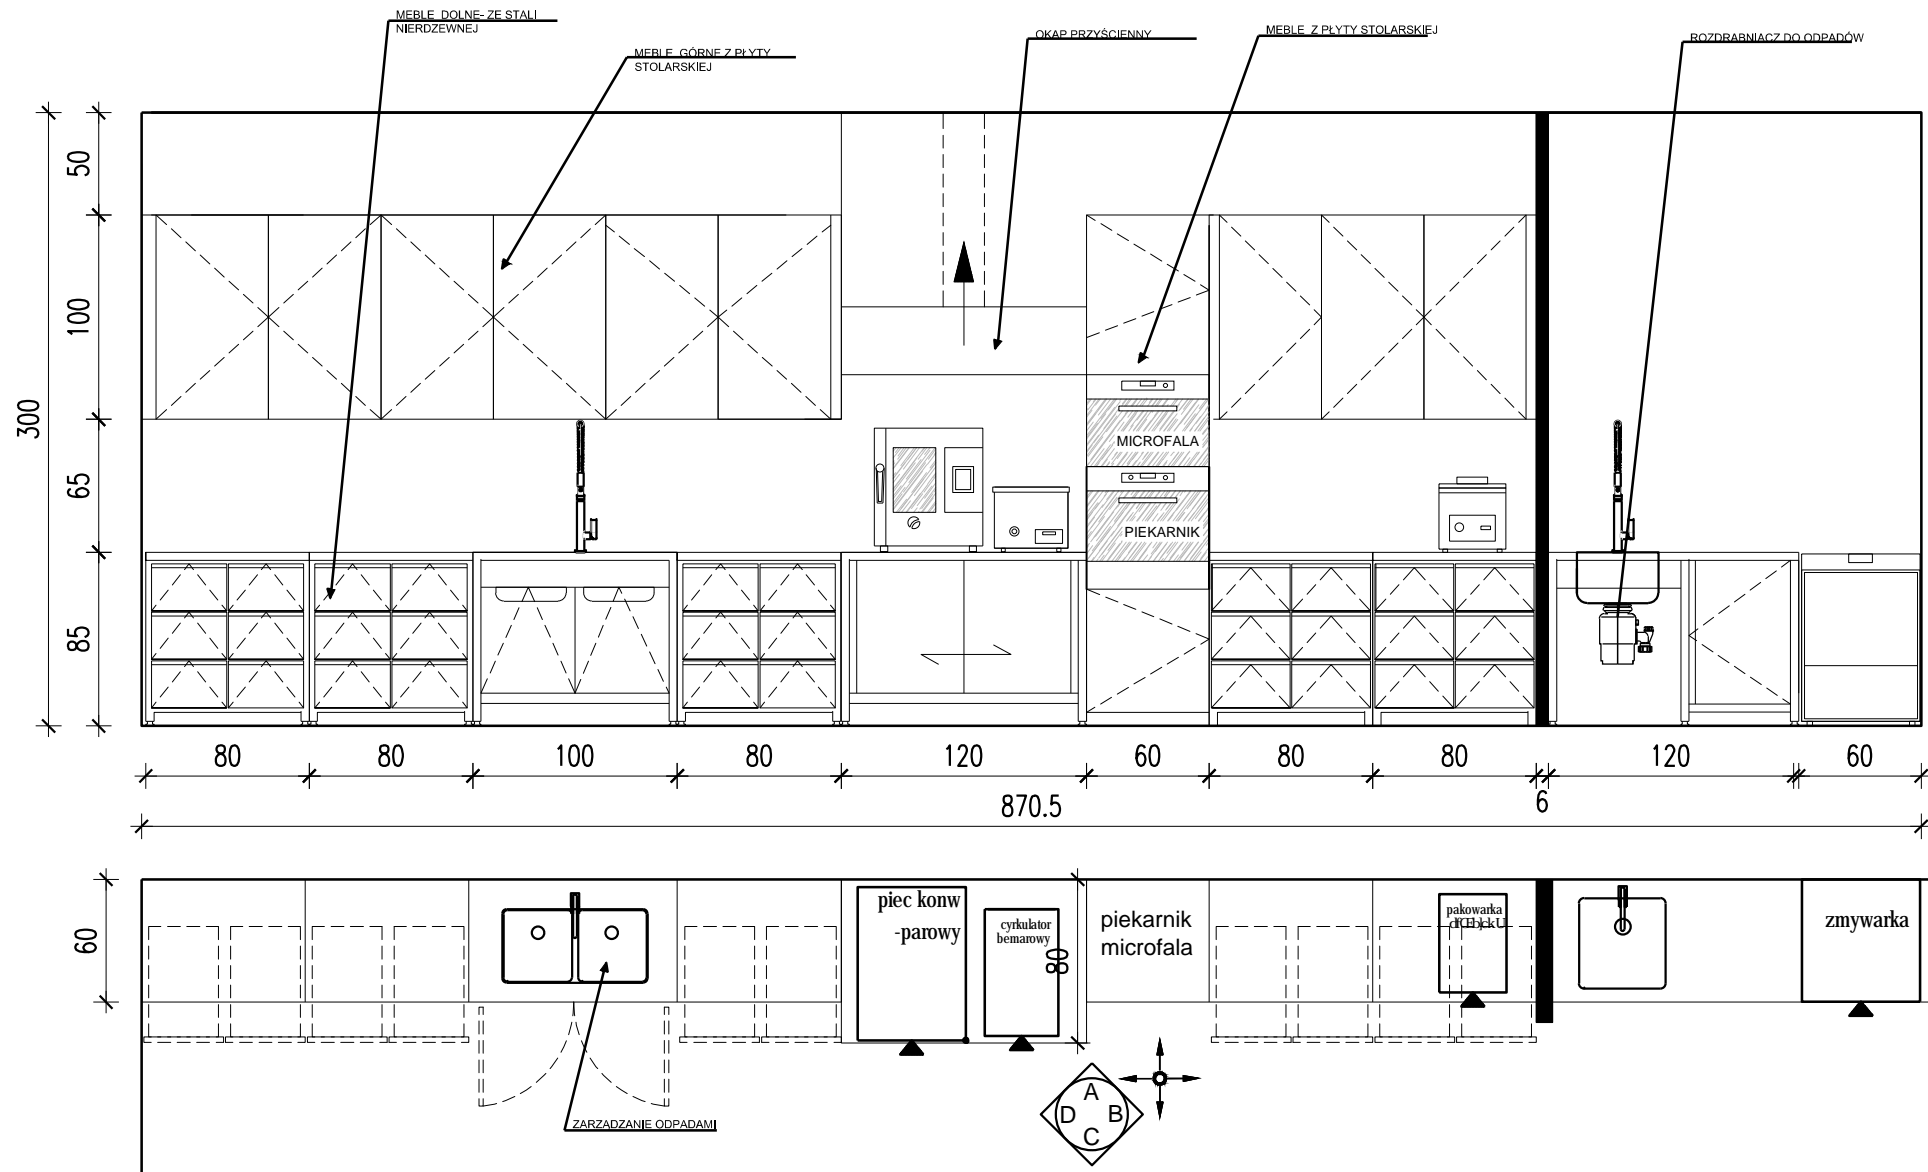 MEBLE DOLNE- ZE STALI
NIERDZEWNEJ
MEBLE GÓRNE Z PŁYTY
STOLARSKIEJ
OKAP PRZYŚCIENNY
MEBLE Z PŁYTY STOLARSKIEJ
ROZDRABNIACZ DO ODPADÓW
300
50
100
65
85
MICROFALA
PIEKARNIK
80
80
100
80
120
60
80
80
120
60
870.5
6
60
piec konw
-parowy
cyrkulator
bemarowy
80
piekarnik
microfala
pakowarka
zmywarka
ZARZĄDZANIE ODPADAMI
A
D
B
C